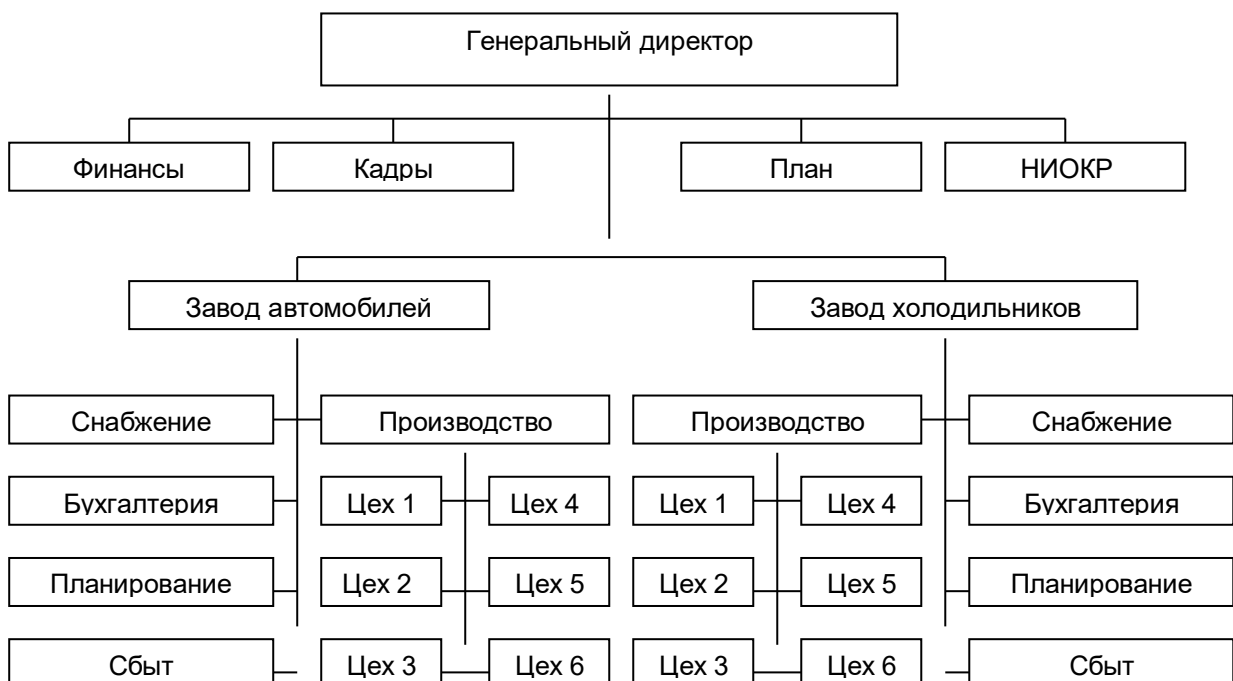 Генеральный директор
Финансы Кадры План НИОКР
Завод автомобилей Завод холодильников
Снабжение Производство Производство Снабжение
Бухгалтерия Цех 1 Цех 4 Цех 1 Цех 4 Бухгалтерия
Планирование Цех 2 Цех 5 Цех 2 Цех 5 Планирование
Сбыт Цех 3 Цех 6 Цех 3 Цех 6 Сбыт